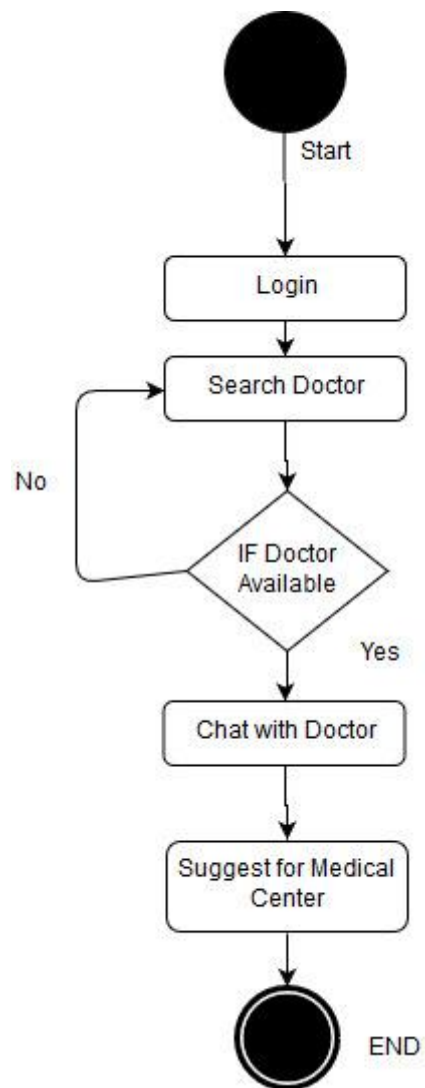 Start
Login
Search Doctor
No
IF Doctor
Available
Yes
Chat with Doctor
Suggest for Medical
Center
END